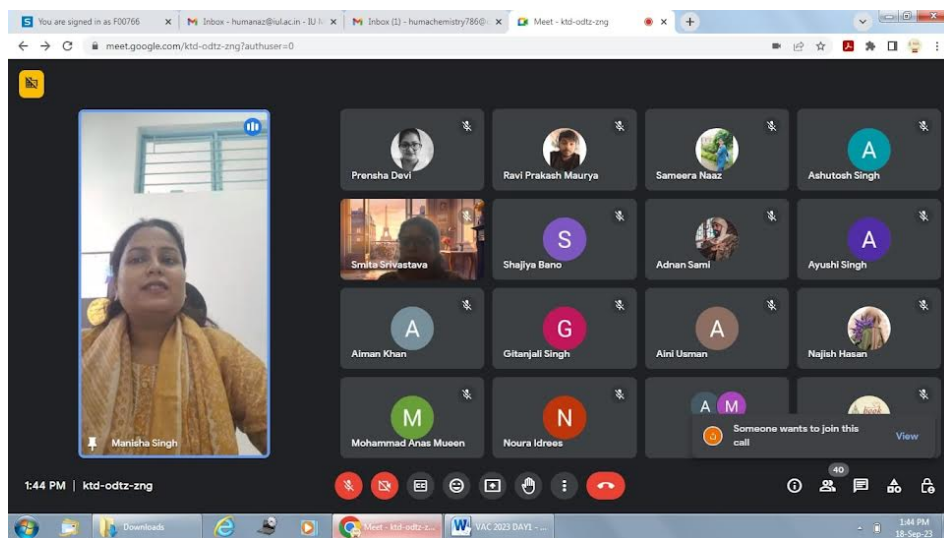 You are signed in as F00766
Inbox - humanaz@iul.ac.in - IU M
Inbox (1) - humachemistry786@
Meet - ktd-odtz-zng
meet.google.com/ktd-odtz-zng?authuser=0
Prensha Devi
Ravi Prakash Maurya
Sameera Naaz
A
Ashutosh Singh
Smita Srivastava
S
Shajiya Bano
Adnan Sami
A
Ayushi Singh
A
Aiman Khan
G
Gitanjali Singh
A
Aini Usman
Najish Hasan
Manisha Singh
M
Mohammad Anas Mueen
N
Noura Idrees
A M
Someone wants to join this call
View
1:44 PM | ktd-odtz-zng
40
Downloads
Meet - ktd-odtz-z...
VAC 2023 DAY1 - ...
1:44 PM
18-Sep-23